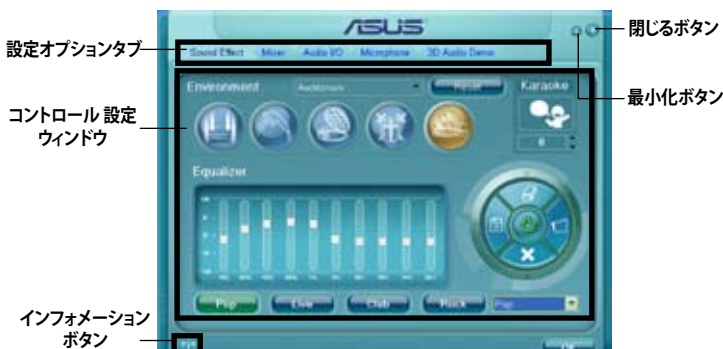 ASUS
閉じるボタン
設定オプションタブ
Sound Effect Mixer Audio I/O Microphone 3D Audio Demo
最小化ボタン
Environment Auditorium Reset Karaoke
コントロール 設定
ウィンドウ
0
Equalizer
Pop Live Club Rock Pop
インフォメーション
ボタン
OK